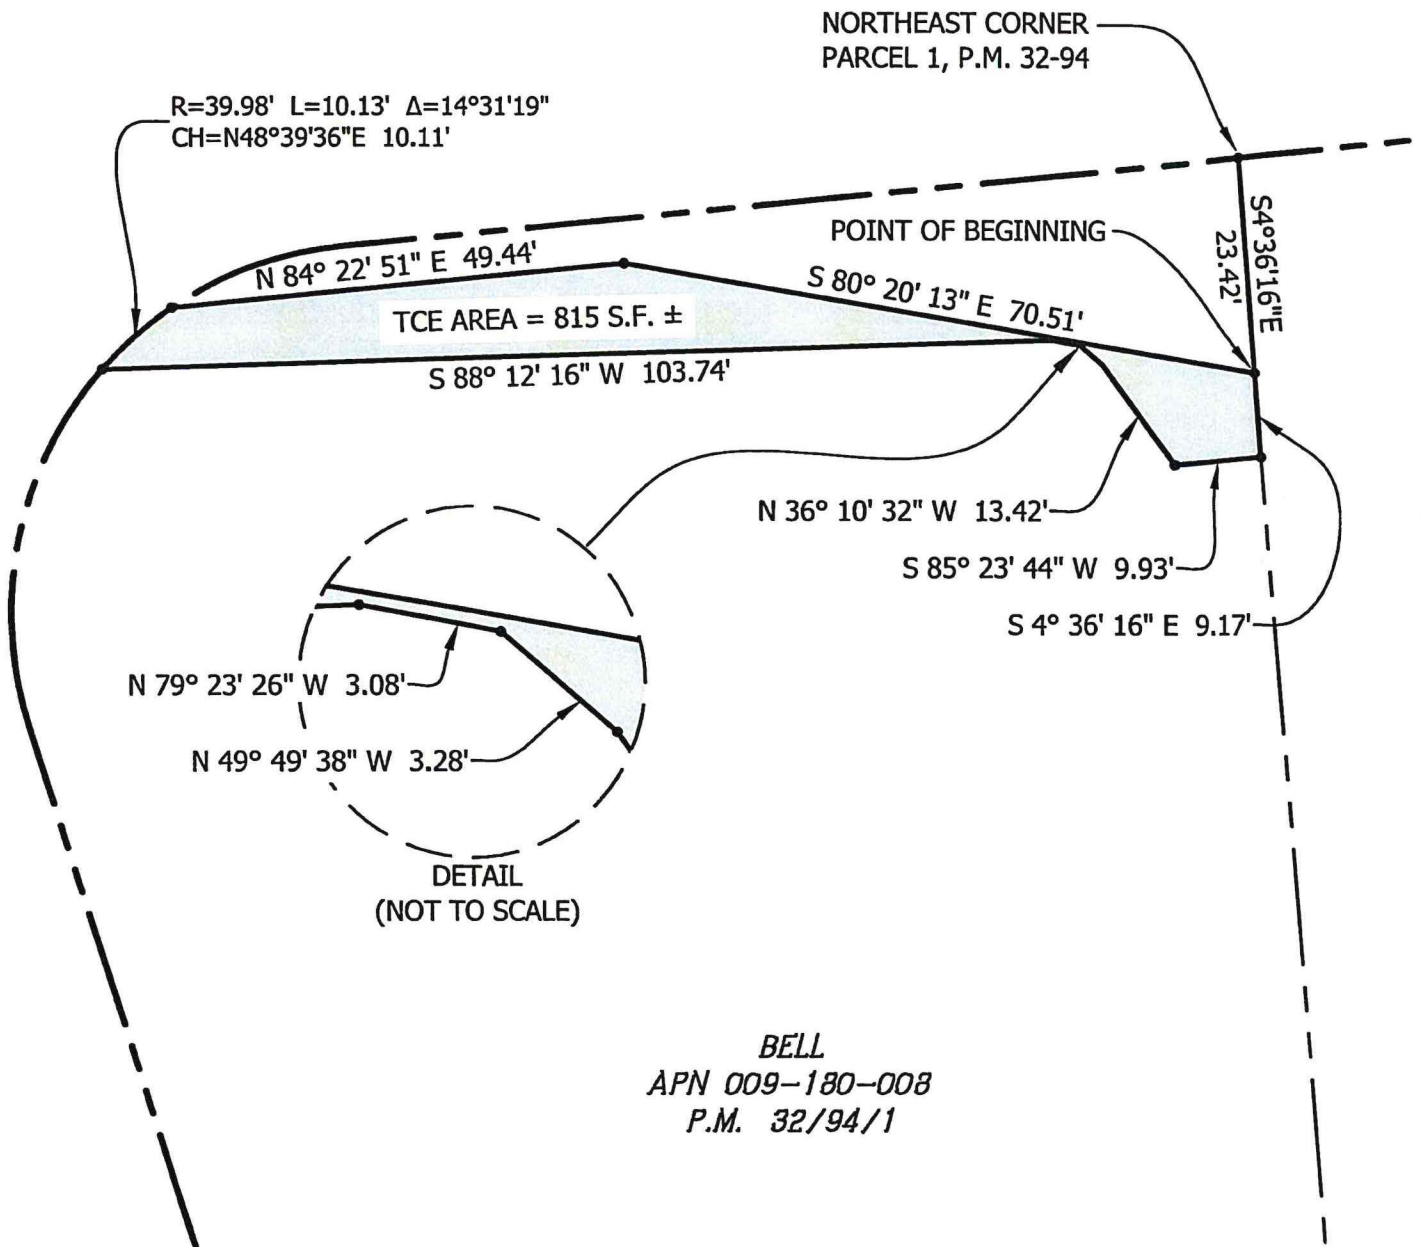 NORTHEAST CORNER
PARCEL 1, P.M. 32-94
R=39.98' L=10.13' Δ=14°31'19"
CH=N48°39'36"E 10.11'
S4°36'16"E
23.42'
POINT OF BEGINNING
N 84° 22' 51" E 49.44'
S 80° 20' 13" E 70.51'
TCE AREA = 815 S.F. ±
S 88° 12' 16" W 103.74'
N 36° 10' 32" W 13.42'
S 85° 23' 44" W 9.93'
S 4° 36' 16" E 9.17'
N 79° 23' 26" W 3.08'
N 49° 49' 38" W 3.28'
DETAIL
(NOT TO SCALE)
BELL
APN 009-180-008
P.M. 32/94/1